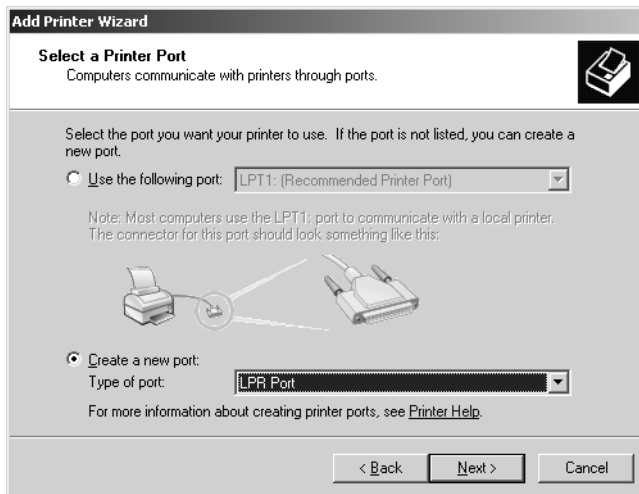 Add Printer Wizard
Select a Printer Port
Computers communicate with printers through ports.
Select the port you want your printer to use.  If the port is not listed, you can create a
new port.
Use the following port:
LPT1: (Recommended Printer Port)
Note: Most computers use the LPT1: port to communicate with a local printer.
The connector for this port should look something like this:
Create a new port:
Type of port:
LPR Port
For more information about creating printer ports, see Printer Help.
< Back
Next >
Cancel